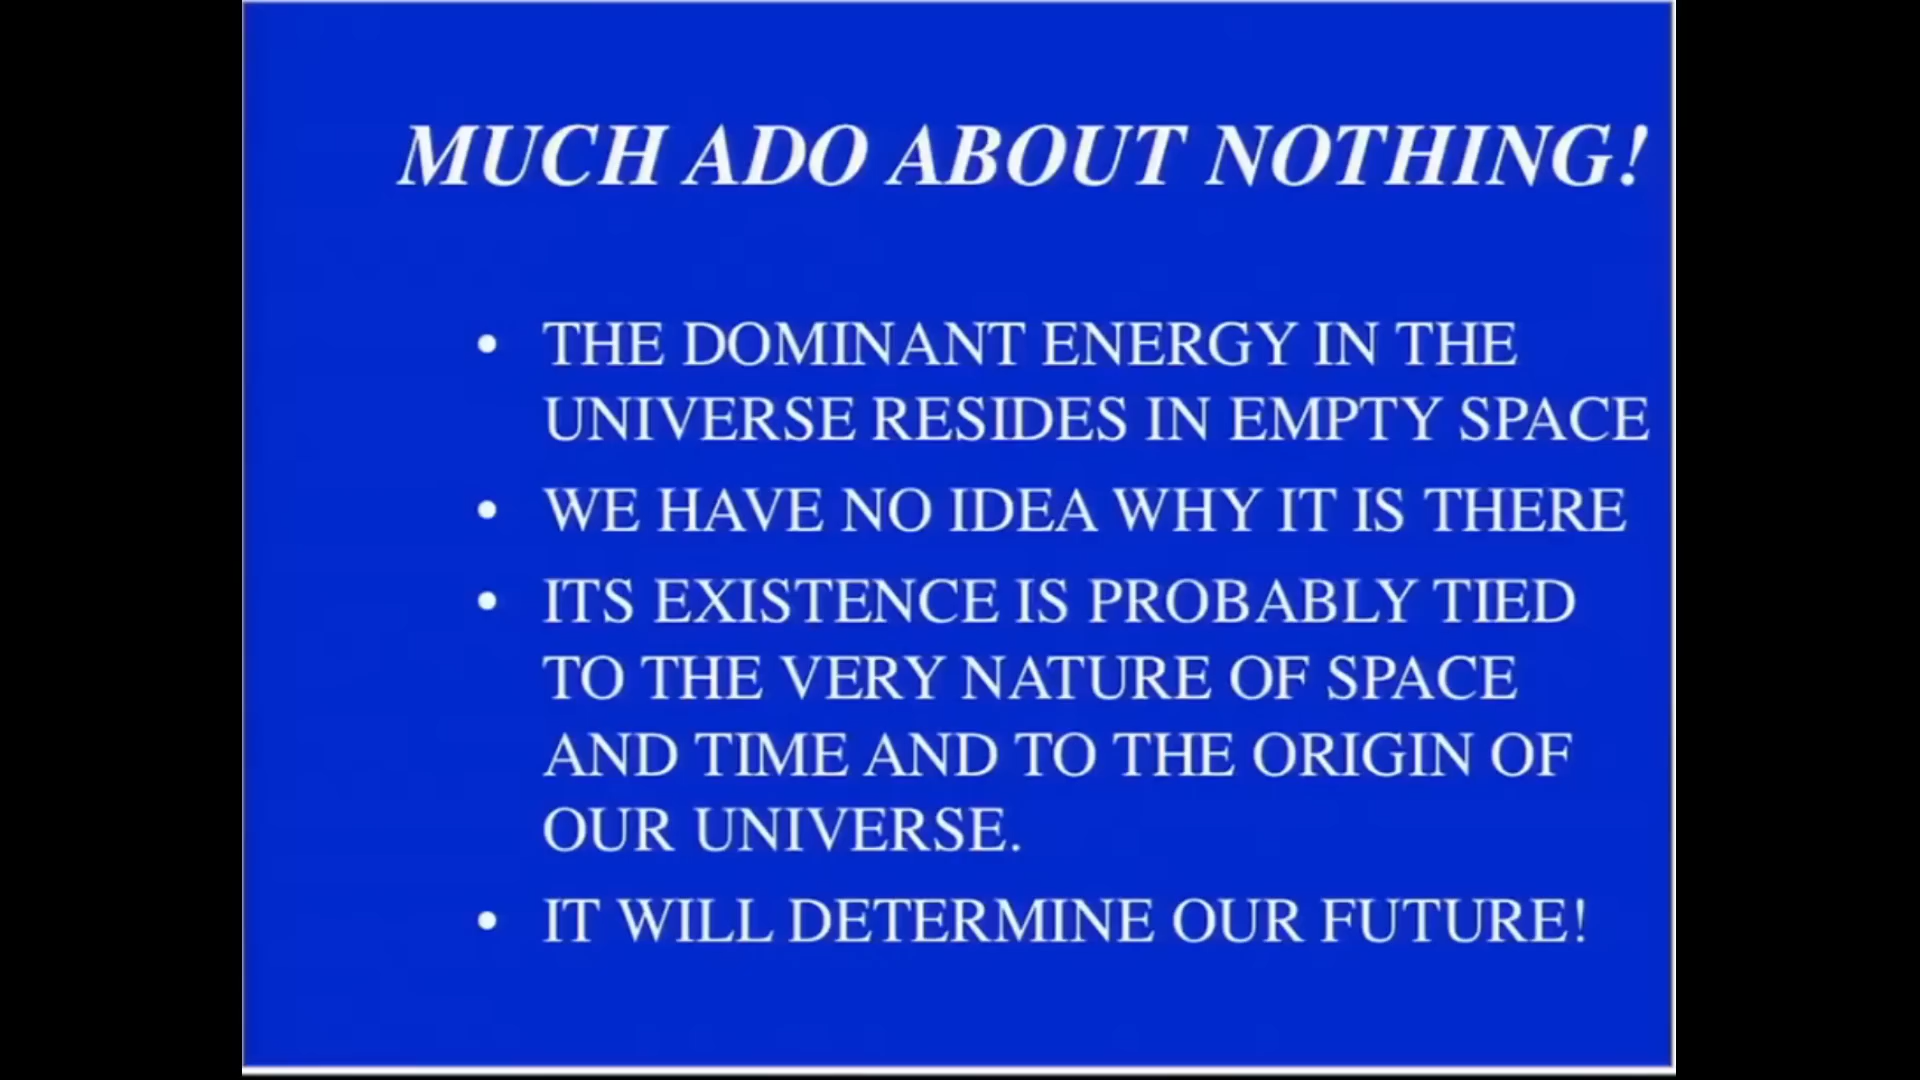 MUCH ADO ABOUT NOTHING!
• THE DOMINANT ENERGY IN THE
UNIVERSE RESIDES IN EMPTY SPACE
• WE HAVE NO IDEA WHY IT IS THERE
• ITS EXISTENCE IS PROBABLY TIED
TO THE VERY NATURE OF SPACE
AND TIME AND TO THE ORIGIN OF
OUR UNIVERSE.
• IT WILL DETERMINE OUR FUTURE!